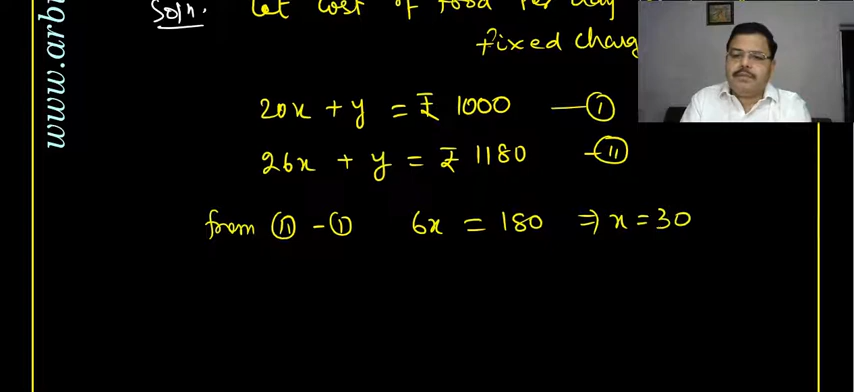 www.arb
Soln. Let cost of food Per day
fixed charg
20x + y = ₹ 1000 — (I)
26x + y = ₹ 1180 — (II)
from (II) - (I) 6x = 180 ⇒ x = 30